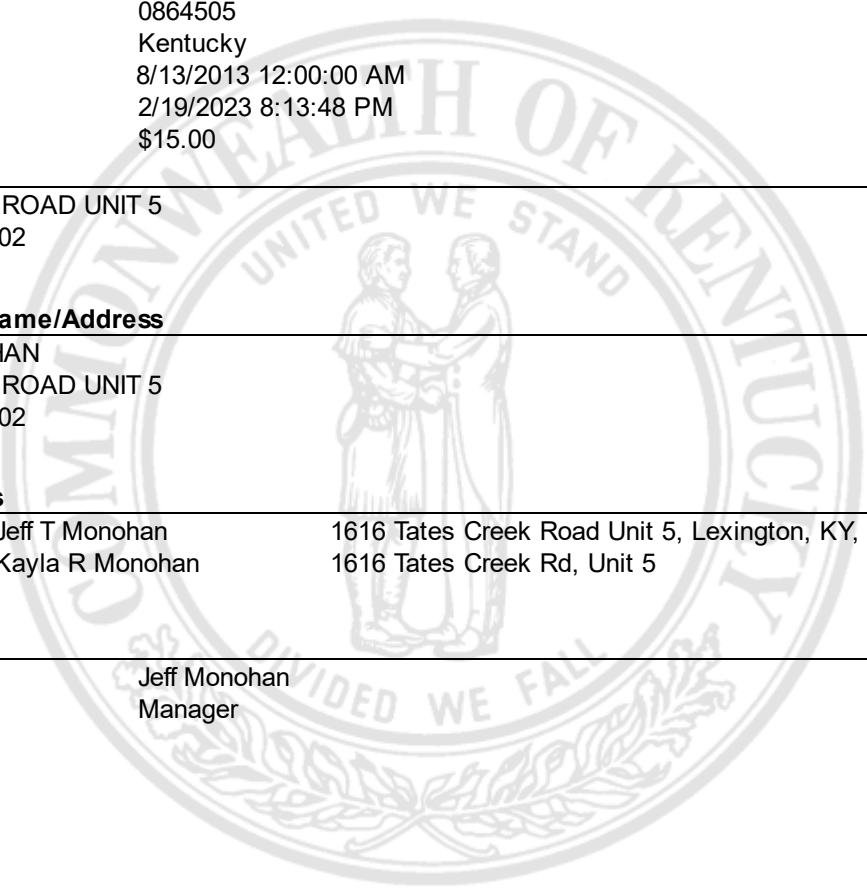 0864505
Kentucky
8/13/2013 12:00:00 AM
2/19/2023 8:13:48 PM
$15.00
ROAD UNIT 5
02
ame/Address
HAN
ROAD UNIT 5
02
s
Jeff T Monohan 1616 Tates Creek Road Unit 5, Lexington, KY,
Kayla R Monohan 1616 Tates Creek Rd, Unit 5
Jeff Monohan
Manager
COMMONWEALTH OF KENTUCKY
UNITED WE STAND
DIVIDED WE FALL